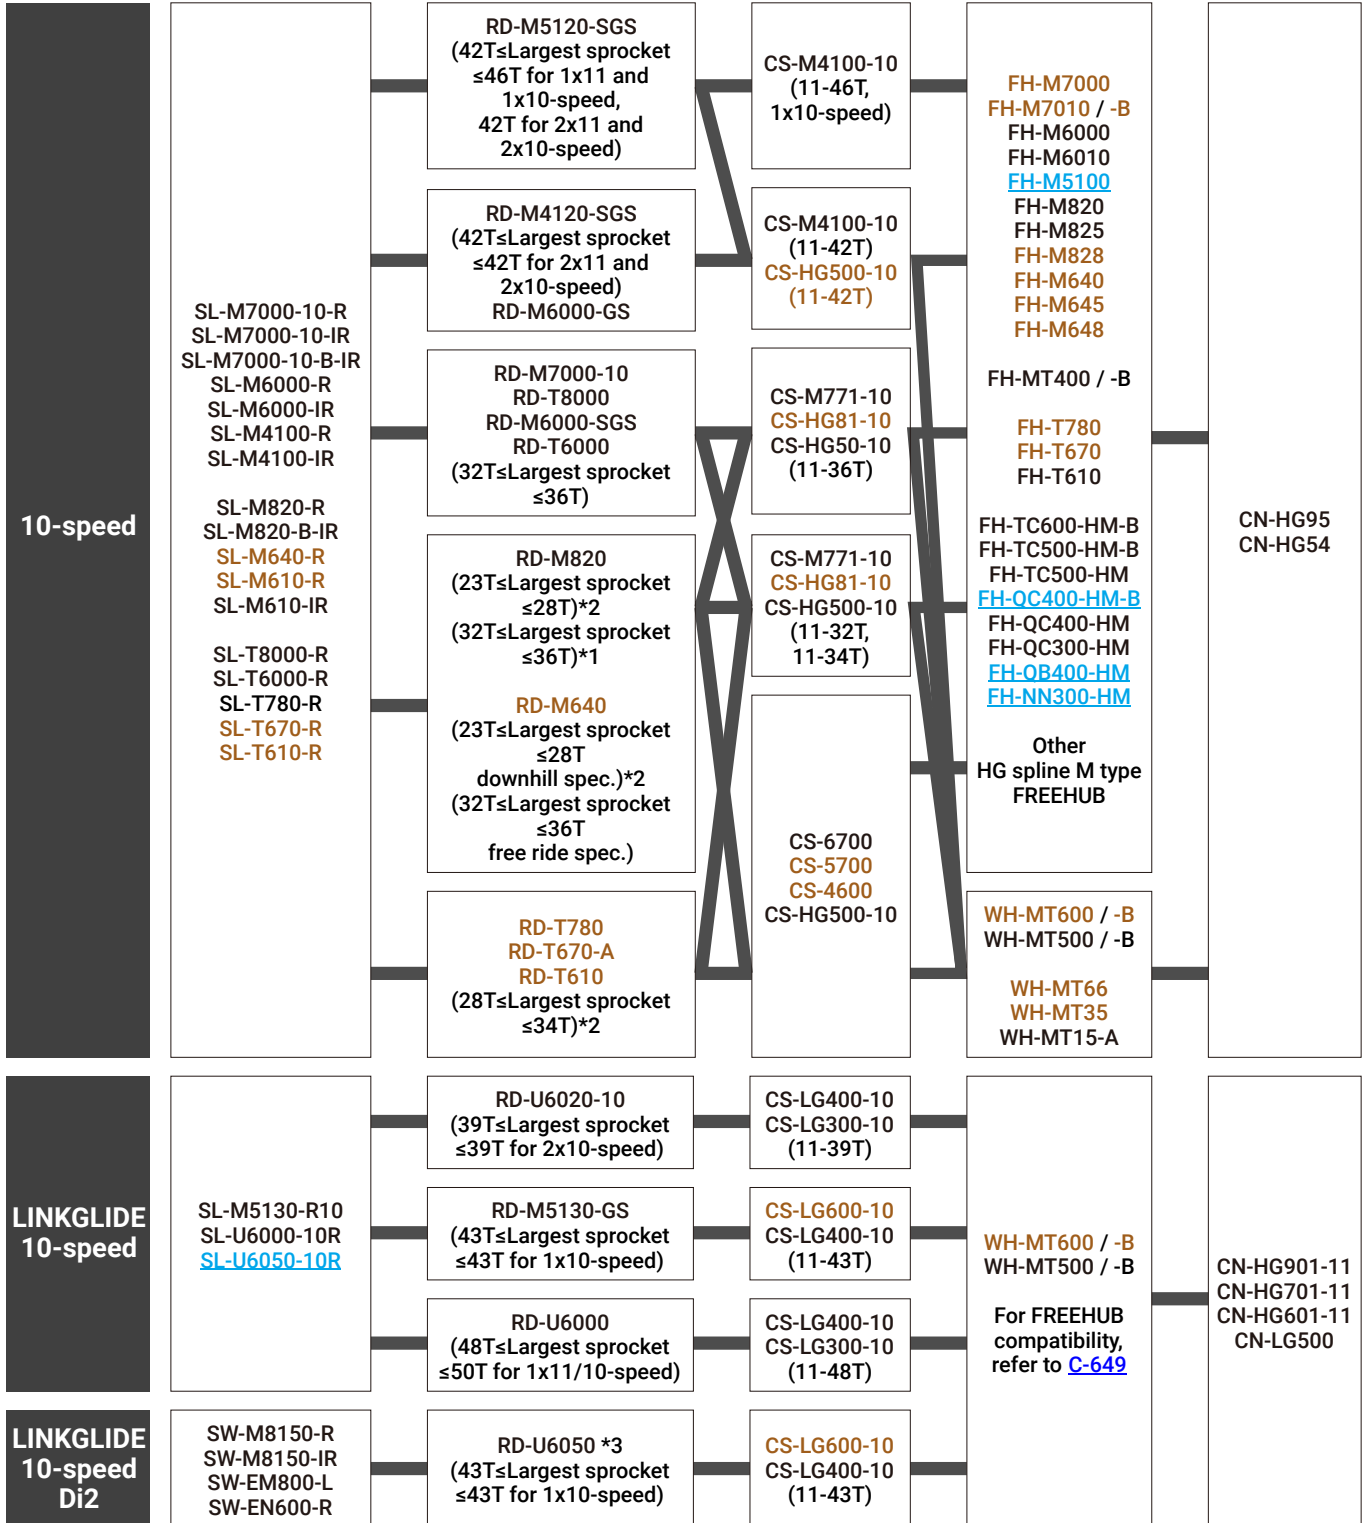 10-speed
SL-M7000-10-R
SL-M7000-10-IR
SL-M7000-10-B-IR
SL-M6000-R
SL-M6000-IR
SL-M4100-R
SL-M4100-IR
SL-M820-R
SL-M820-B-IR
SL-M640-R
SL-M610-R
SL-M610-IR
SL-T8000-R
SL-T6000-R
SL-T780-R
SL-T670-R
SL-T610-R
RD-M5120-SGS
(42T≤Largest sprocket
≤46T for 1x11 and
1x10-speed,
42T for 2x11 and
2x10-speed)
RD-M4120-SGS
(42T≤Largest sprocket
≤42T for 2x11 and
2x10-speed)
RD-M6000-GS
RD-M7000-10
RD-T8000
RD-M6000-SGS
RD-T6000
(32T≤Largest sprocket
≤36T)
RD-M820
(23T≤Largest sprocket
≤28T)*2
(32T≤Largest sprocket
≤36T)*1
RD-M640
(23T≤Largest sprocket
≤28T
downhill spec.)*2
(32T≤Largest sprocket
≤36T
free ride spec.)
RD-T780
RD-T670-A
RD-T610
(28T≤Largest sprocket
≤34T)*2
CS-M4100-10
(11-46T,
1x10-speed)
CS-M4100-10
(11-42T)
CS-HG500-10
(11-42T)
CS-M771-10
CS-HG81-10
CS-HG50-10
(11-36T)
CS-M771-10
CS-HG81-10
CS-HG500-10
(11-32T,
11-34T)
CS-6700
CS-5700
CS-4600
CS-HG500-10
FH-M7000
FH-M7010 / -B
FH-M6000
FH-M6010
FH-M5100
FH-M820
FH-M825
FH-M828
FH-M640
FH-M645
FH-M648
FH-MT400 / -B
FH-T780
FH-T670
FH-T610
FH-TC600-HM-B
FH-TC500-HM-B
FH-TC500-HM
FH-QC400-HM-B
FH-QC400-HM
FH-QC300-HM
FH-QB400-HM
FH-NN300-HM
Other
HG spline M type
FREEHUB
WH-MT600 / -B
WH-MT500 / -B
WH-MT66
WH-MT35
WH-MT15-A
CN-HG95
CN-HG54
LINKGLIDE
10-speed
SL-M5130-R10
SL-U6000-10R
SL-U6050-10R
RD-U6020-10
(39T≤Largest sprocket
≤39T for 2x10-speed)
RD-M5130-GS
(43T≤Largest sprocket
≤43T for 1x10-speed)
RD-U6000
(48T≤Largest sprocket
≤50T for 1x11/10-speed)
CS-LG400-10
CS-LG300-10
(11-39T)
CS-LG600-10
CS-LG400-10
(11-43T)
CS-LG400-10
CS-LG300-10
(11-48T)
WH-MT600 / -B
WH-MT500 / -B
For FREEHUB
compatibility,
refer to C-649
CN-HG901-11
CN-HG701-11
CN-HG601-11
CN-LG500
LINKGLIDE
10-speed
Di2
SW-M8150-R
SW-M8150-IR
SW-EM800-L
SW-EN600-R
RD-U6050 *3
(43T≤Largest sprocket
≤43T for 1x10-speed)
CS-LG600-10
CS-LG400-10
(11-43T)